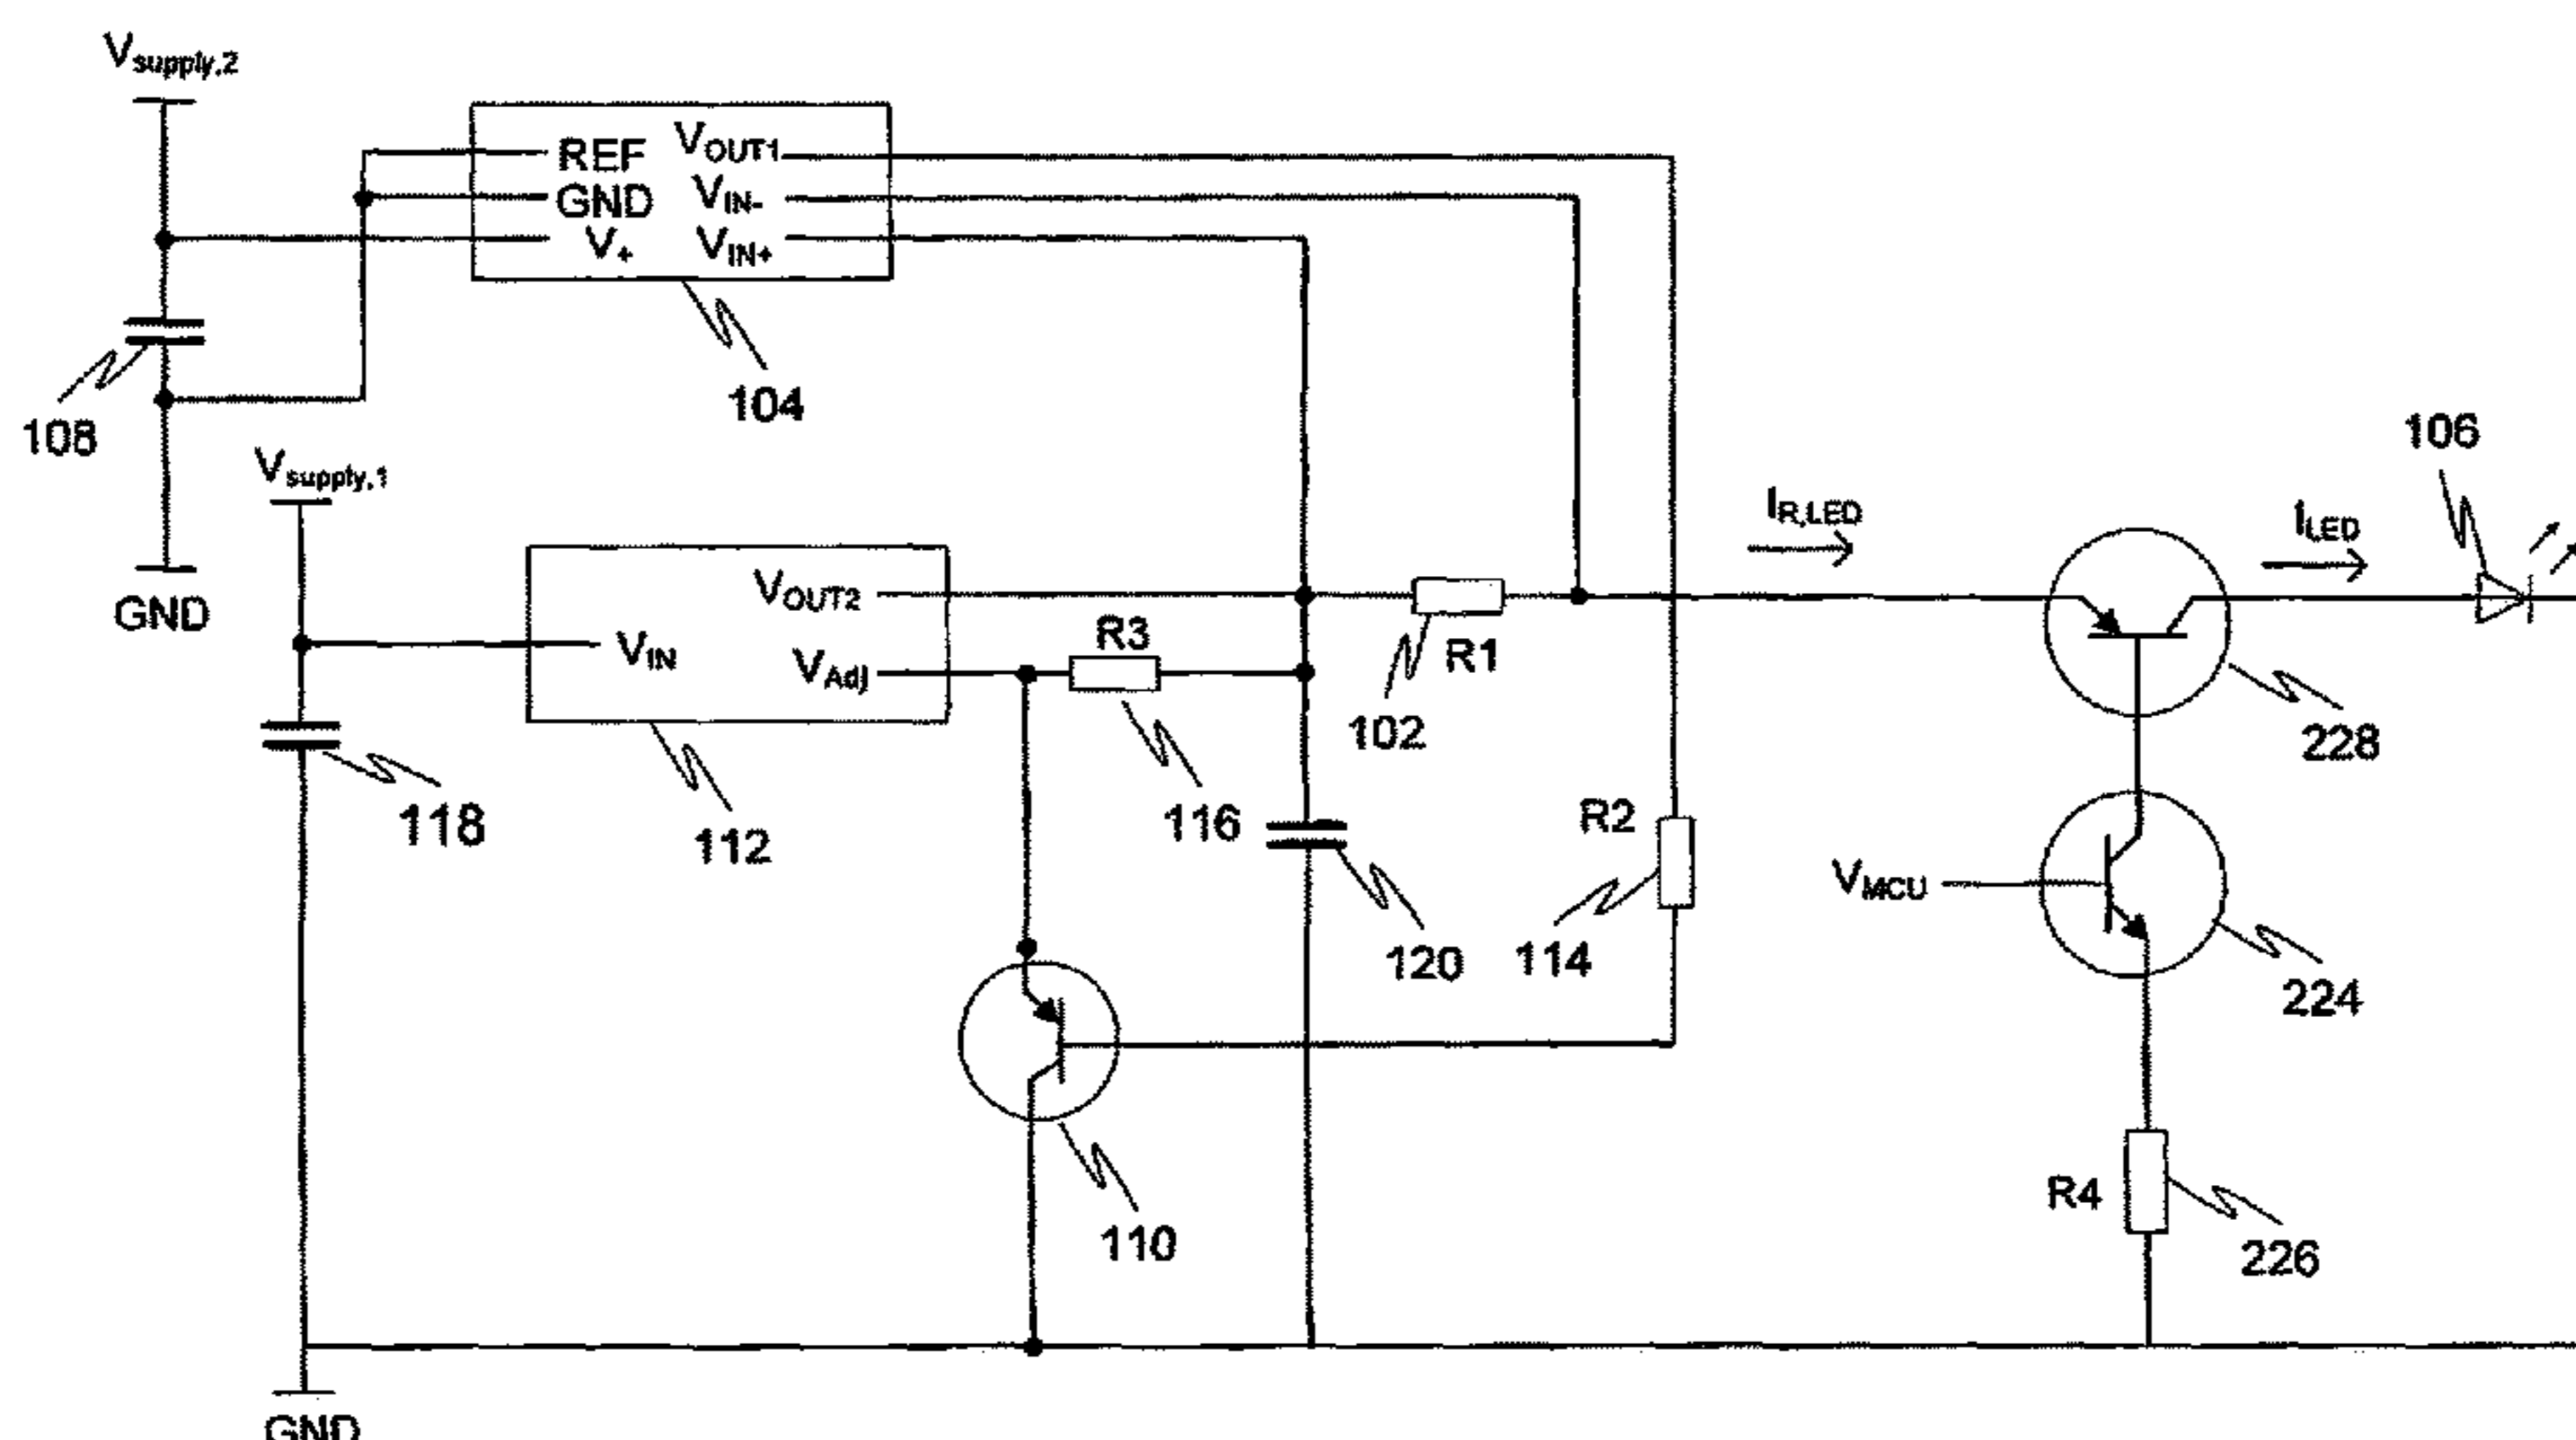 Vsupply,2
REF
VOUT1
GND
VIN-
V+
VIN+
104
108
Vsupply,1
GND
106
IR,LED
ILED
VOUT2
VIN
VAdj
R3
R1
102
228
118
112
116
R2
VMCU
120
114
224
110
R4
226
GND